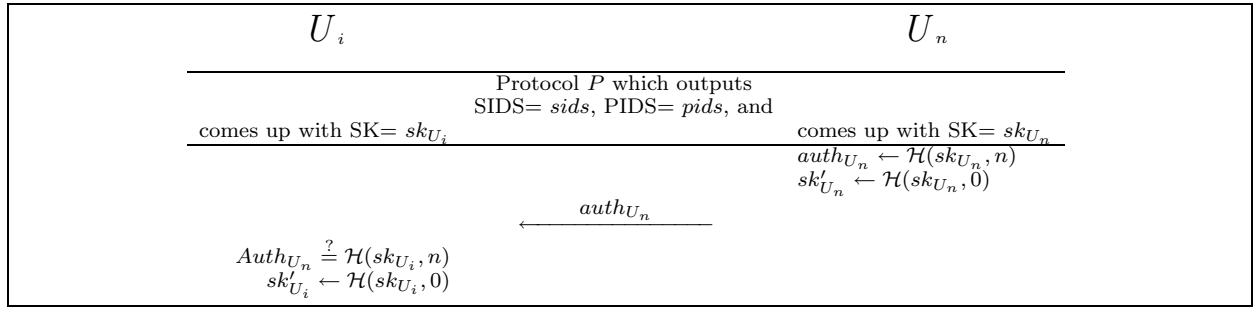 U_i U_n
Protocol P which outputs
SIDS= sids, PIDS= pids, and
comes up with SK= sk_{U_i} comes up with SK= sk_{U_n}
auth_{U_n} ← H(sk_{U_n}, n)
sk'_{U_n} ← H(sk_{U_n}, 0)
auth_{U_n}
←
Auth_{U_n} ≟ H(sk_{U_i}, n)
sk'_{U_i} ← H(sk_{U_i}, 0)